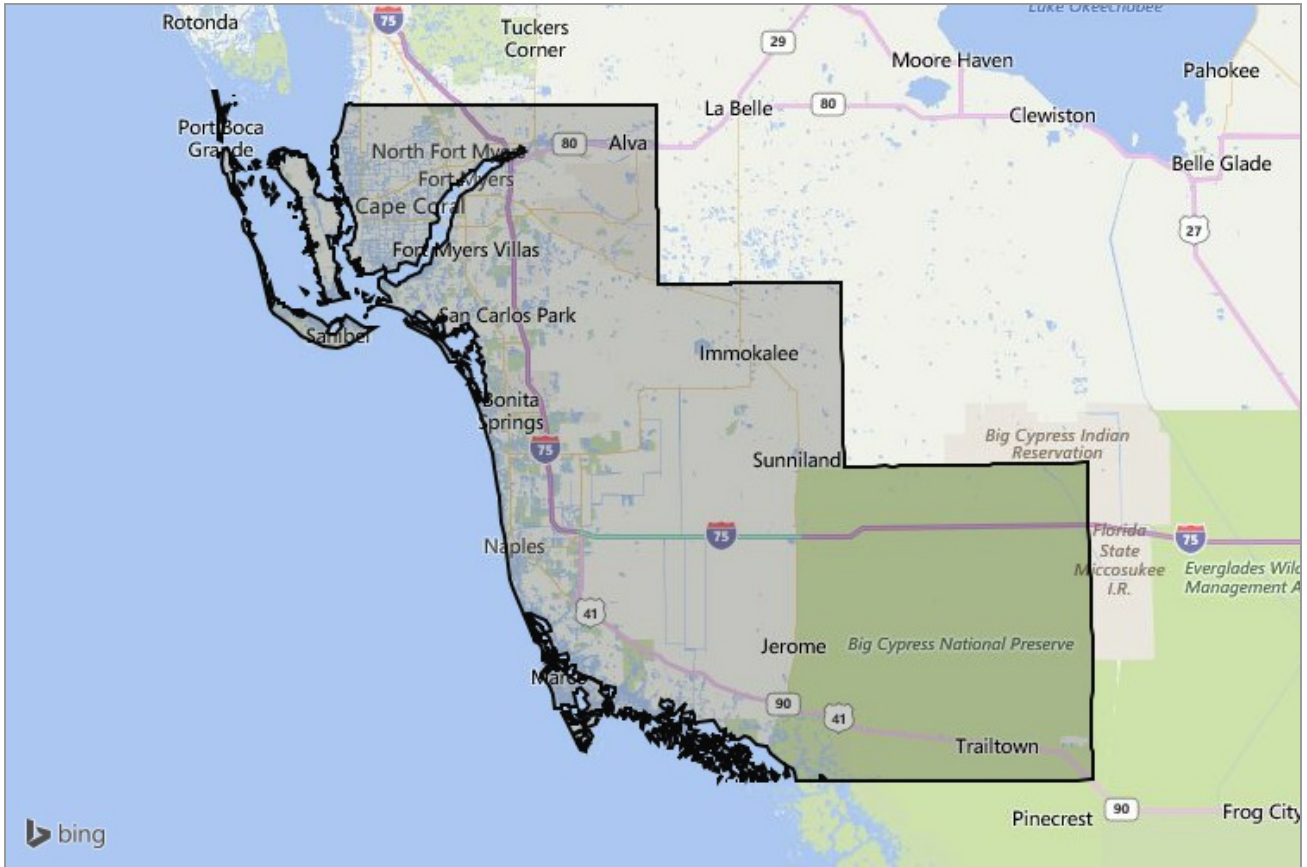 Lake Okeechobee
Rotonda
75
Tuckers
Corner
29
Moore Haven
Pahokee
Port Boca
Grande
La Belle
80
Clewiston
North Fort Myers
80
Alva
Belle Glade
Fort Myers
Cape Coral
27
Fort Myers Villas
San Carlos Park
Sanibel
Immokalee
Bonita
Springs
75
Big Cypress Indian
Reservation
Sunniland
Naples
75
Florida
State
Miccosukee
I.R.
75
Everglades Wild
Management A
41
Jerome
Big Cypress National Preserve
Marco
90
41
Trailtown
Pinecrest
90
Frog City
bing